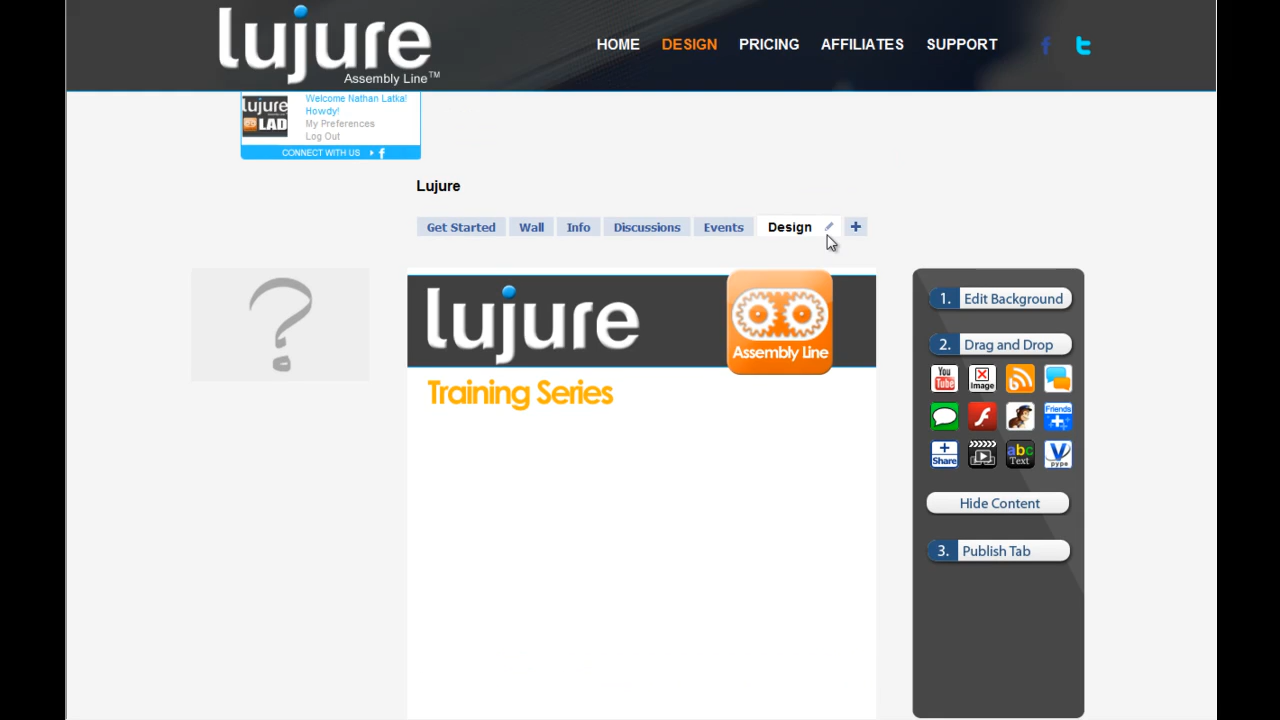 lujure
Assembly Line™
HOME DESIGN PRICING AFFILIATES SUPPORT
lujure
LAD
Welcome Nathan Latka!
Howdy!
My Preferences
Log Out
CONNECT WITH US
Lujure
Get Started Wall Info Discussions Events Design +
lujure
Assembly Line
Training Series
1. Edit Background
2. Drag and Drop
You Tube
Image
Friends
+ Share
abc Text
V pype
Hide Content
3. Publish Tab